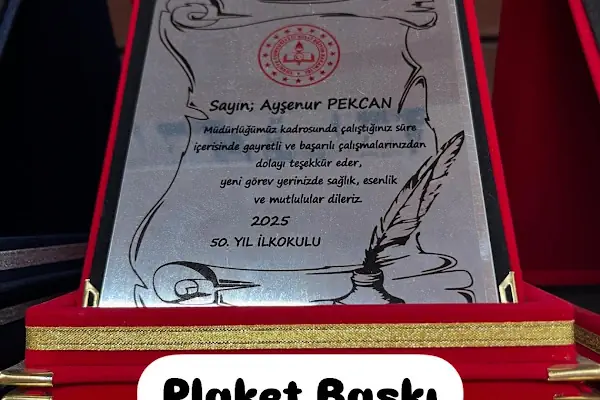 Sayın; Ayşenur PEKCAN
Müdürlüğümüz kadrosunda çalıştığınız süre
içerisinde gayretli ve başarılı çalışmalarınızdan
dolayı teşekkür eder,
yeni görev yerinizde sağlık, esenlik
ve mutlulular dileriz
2025
50. YIL İLKOKULU
Plaket Baskı